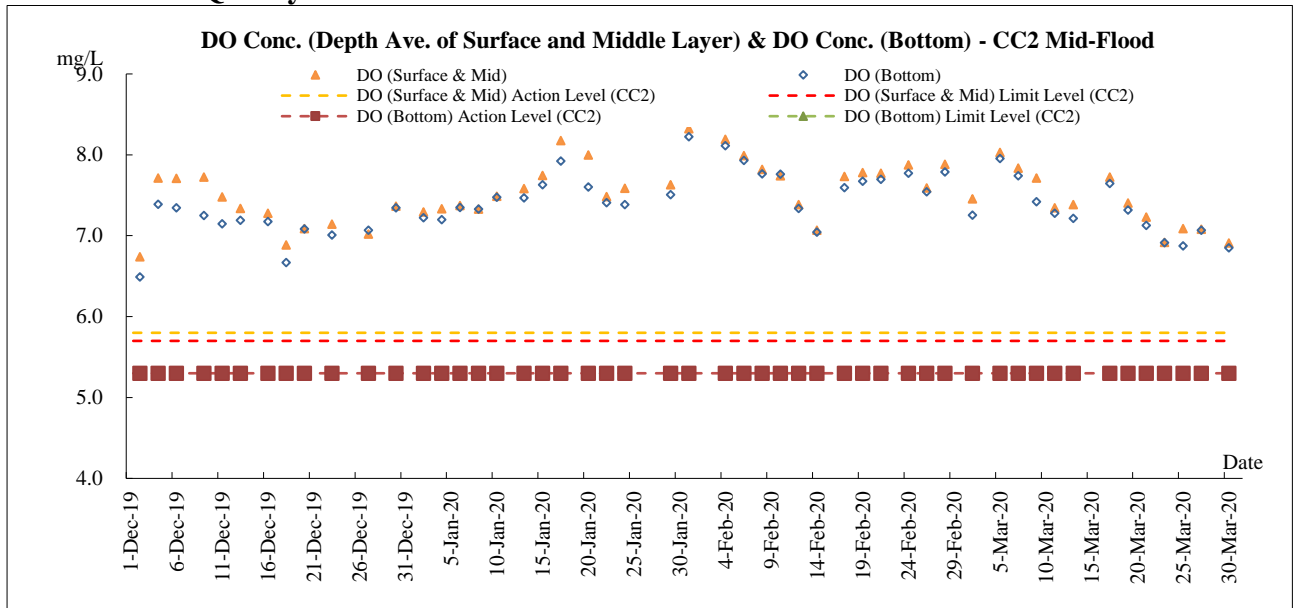 DO Conc. (Depth Ave. of Surface and Middle Layer) & DO Conc. (Bottom) - CC2 Mid-Flood
mg/L
DO (Surface & Mid)
DO (Bottom)
DO (Surface & Mid) Action Level (CC2)
DO (Surface & Mid) Limit Level (CC2)
DO (Bottom) Action Level (CC2)
DO (Bottom) Limit Level (CC2)
9.0
8.0
7.0
6.0
5.0
4.0
Date
1-Dec-19
6-Dec-19
11-Dec-19
16-Dec-19
21-Dec-19
26-Dec-19
31-Dec-19
5-Jan-20
10-Jan-20
15-Jan-20
20-Jan-20
25-Jan-20
30-Jan-20
4-Feb-20
9-Feb-20
14-Feb-20
19-Feb-20
24-Feb-20
29-Feb-20
5-Mar-20
10-Mar-20
15-Mar-20
20-Mar-20
25-Mar-20
30-Mar-20